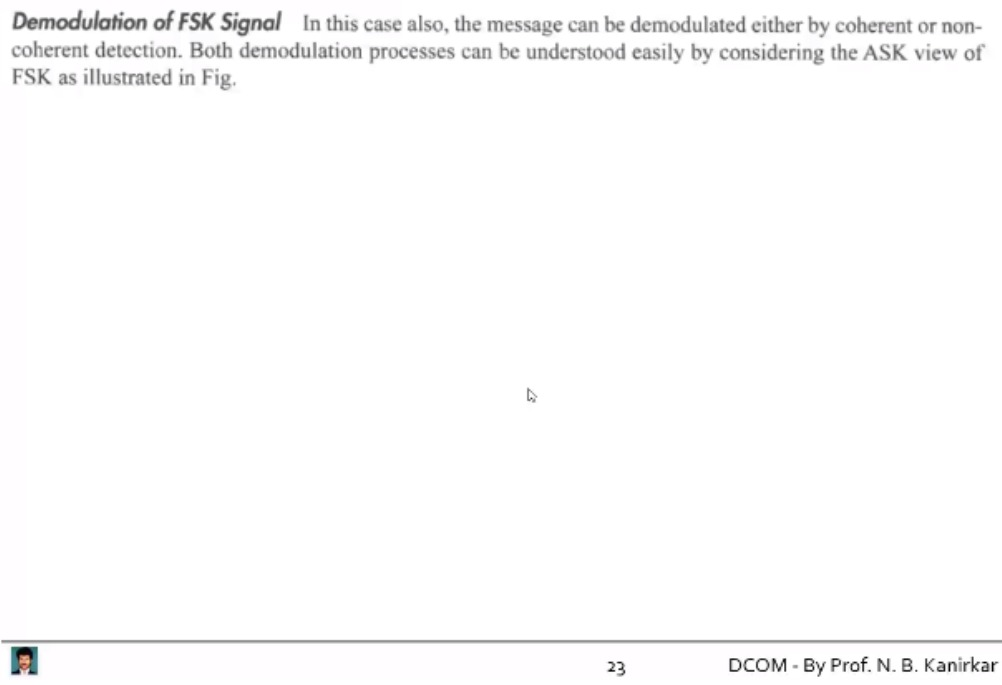 Demodulation of FSK Signal In this case also, the message can be demodulated either by coherent or non-
coherent detection. Both demodulation processes can be understood easily by considering the ASK view of
FSK as illustrated in Fig.
23 DCOM - By Prof. N. B. Kanirkar